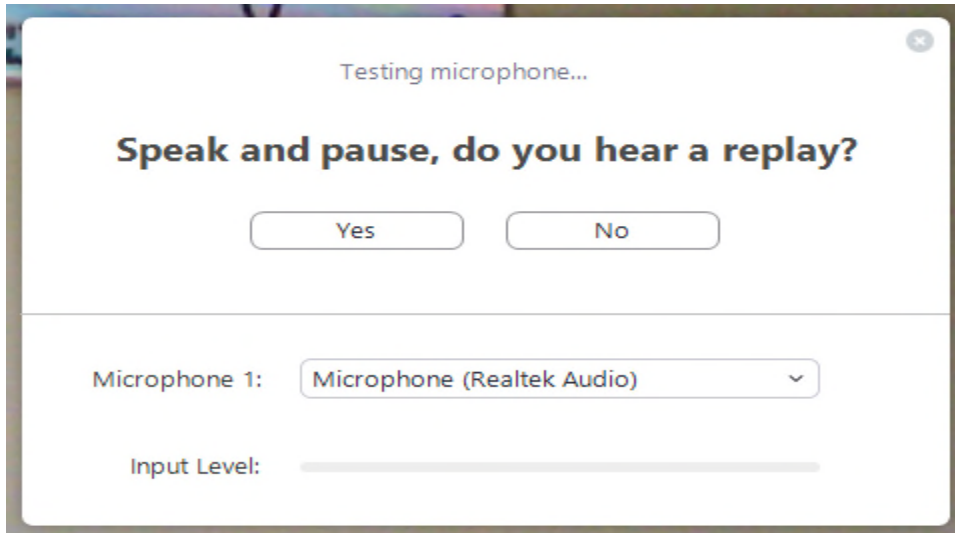 Testing microphone...
Speak and pause, do you hear a replay?
Yes No
Microphone 1: Microphone (Realtek Audio)
Input Level: